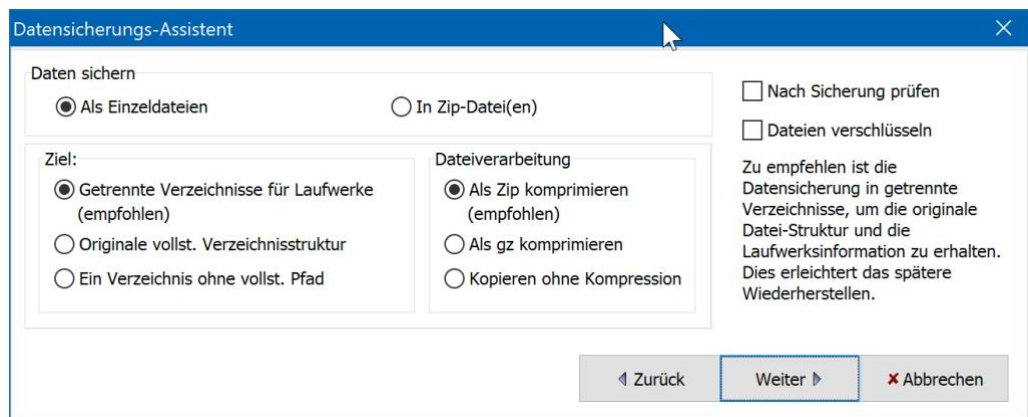 Datensicherungs-Assistent
Daten sichern
Als Einzeldateien
In Zip-Datei(en)
Ziel:
Getrennte Verzeichnisse für Laufwerke
(empfohlen)
Originale vollst. Verzeichnisstruktur
Ein Verzeichnis ohne vollst. Pfad
Dateiverarbeitung
Als Zip komprimieren
(empfohlen)
Als gz komprimieren
Kopieren ohne Kompression
Nach Sicherung prüfen
Dateien verschlüsseln
Zu empfehlen ist die
Datensicherung in getrennte
Verzeichnisse, um die originale
Datei-Struktur und die
Laufwerksinformation zu erhalten.
Dies erleichtert das spätere
Wiederherstellen.
Zurück
Weiter
Abbrechen